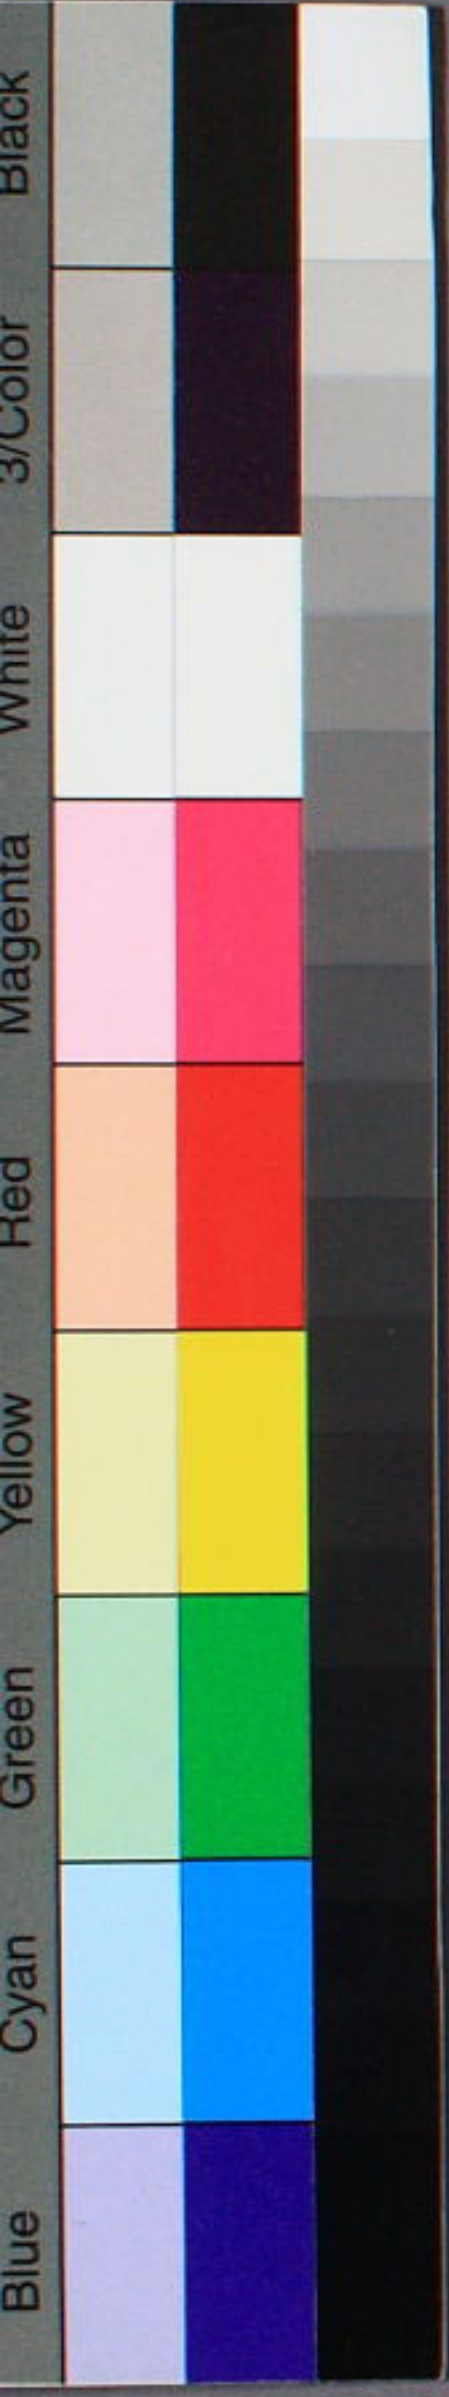 Black
3/Color
White
Magenta
Red
Yellow
Green
Cyan
Blue